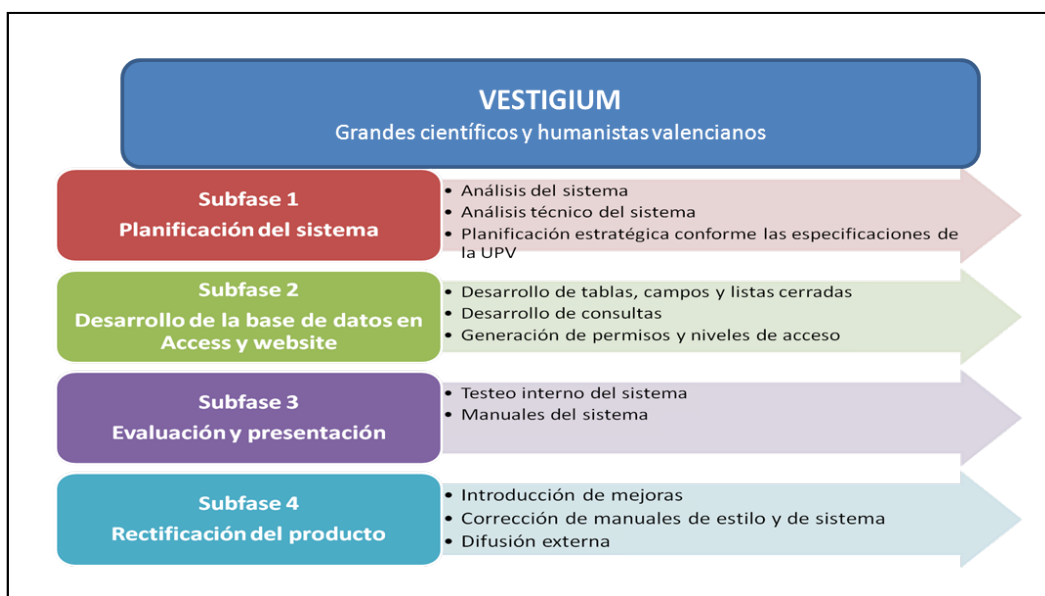 VESTIGIUM
Grandes científicos y humanistas valencianos
Subfase 1
Planificación del sistema
• Análisis del sistema
• Análisis técnico del sistema
• Planificación estratégica conforme las especificaciones de
la UPV
Subfase 2
Desarrollo de la base de datos en
Access y website
• Desarrollo de tablas, campos y listas cerradas
• Desarrollo de consultas
• Generación de permisos y niveles de acceso
Subfase 3
Evaluación y presentación
• Testeo interno del sistema
• Manuales del sistema
Subfase 4
Rectificación del producto
• Introducción de mejoras
• Corrección de manuales de estilo y de sistema
• Difusión externa